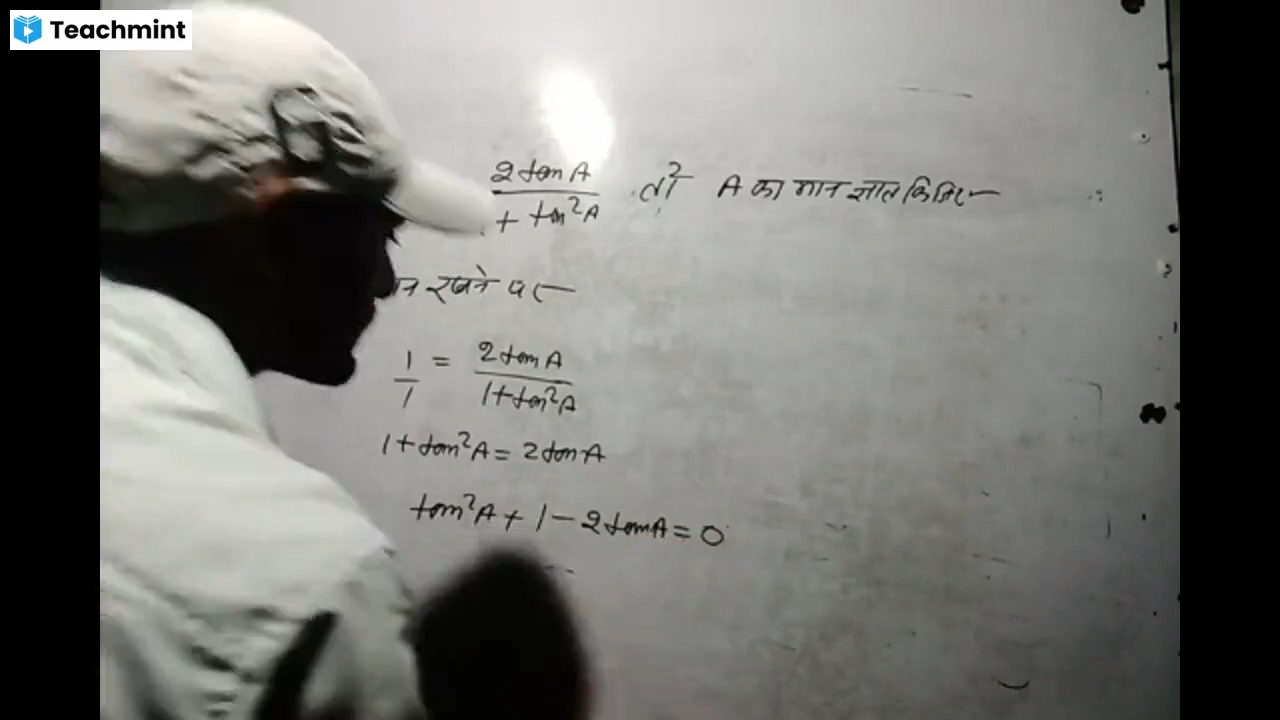 Teachmint
2tanA तो A का मान ज्ञात किजिए
+ tan²A
रखने पर
1/1 = 2tanA/1+tan²A
1+tan²A = 2tanA
tan²A + 1 - 2tanA = 0